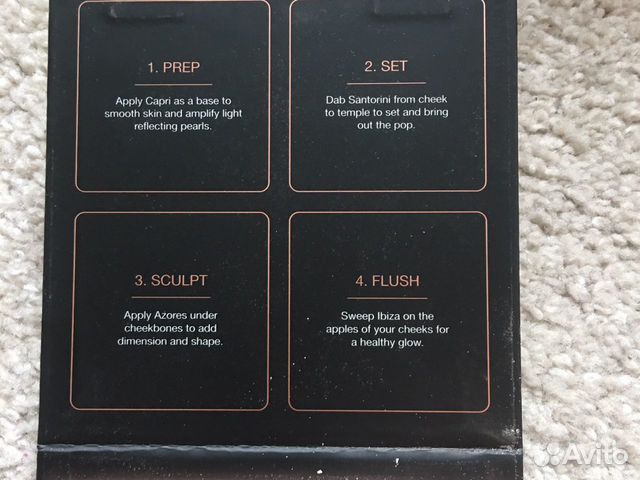 1. PREP
Apply Capri as a base to
smooth skin and amplify light
reflecting pearls.
2. SET
Dab Santorini from cheek
to temple to set and bring
out the pop.
3. SCULPT
Apply Azores under
cheekbones to add
dimension and shape.
4. FLUSH
Sweep Ibiza on the
apples of your cheeks for
a healthy glow.
Avito